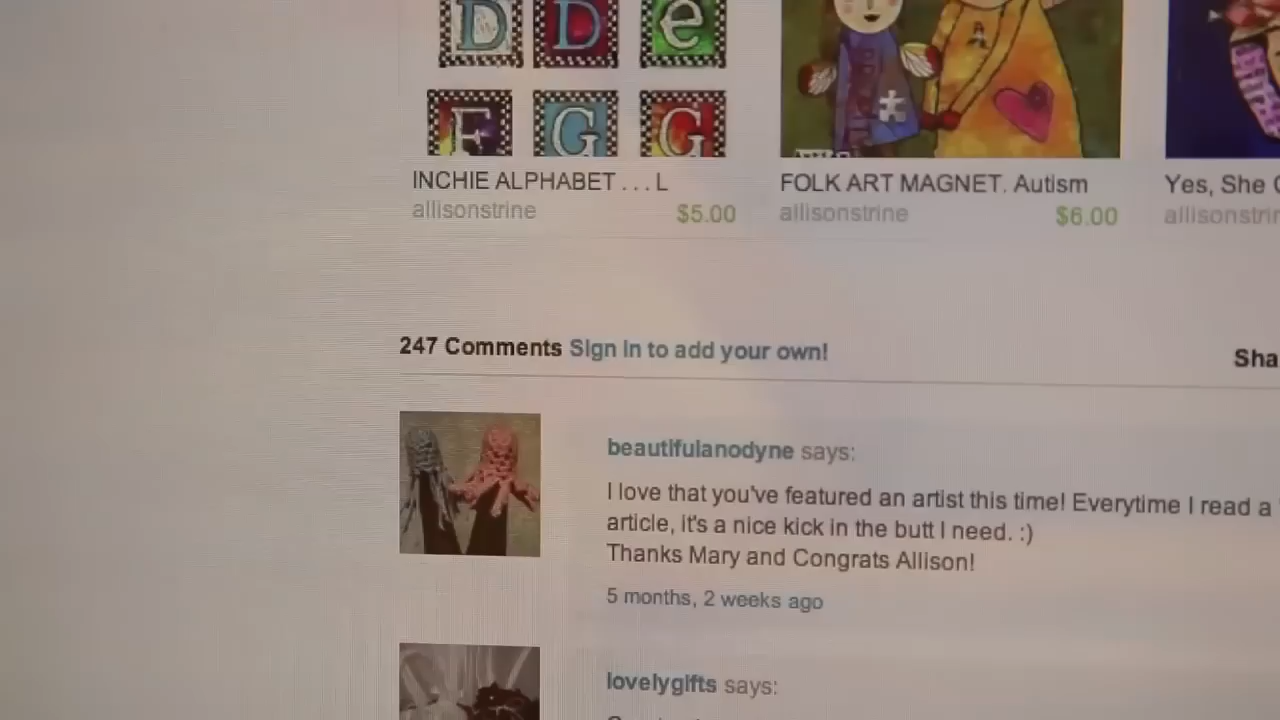 D D e
F G G
INCHIE ALPHABET . . . L
allisonstrine $5.00
FOLK ART MAGNET. Autism
allisonstrine $6.00
Yes, She
allisonstrin
247 Comments Sign in to add your own!
Sha
beautifulanodyne says:
I love that you've featured an artist this time! Everytime I read a
article, it's a nice kick in the butt I need. :)
Thanks Mary and Congrats Allison!
5 months, 2 weeks ago
lovelygifts says: